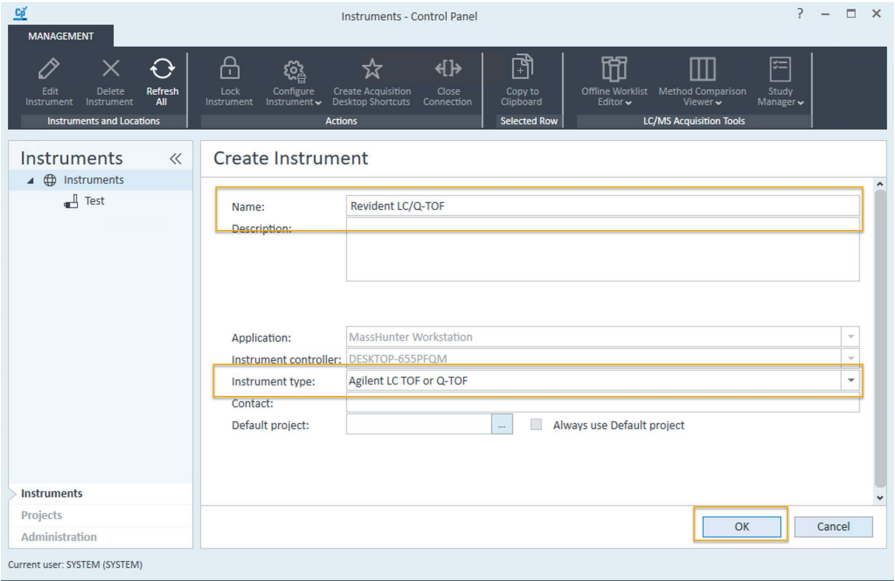 Instruments - Control Panel
MANAGEMENT
Edit Instrument
Delete Instrument
Refresh All
Lock Instrument
Configure Instrument
Create Acquisition Desktop Shortcuts
Close Connection
Copy to Clipboard
Offline Worklist Editor
Method Comparison Viewer
Study Manager
Instruments and Locations
Actions
Selected Row
LC/MS Acquisition Tools
Instruments
Instruments
Test
Create Instrument
Name: Revident LC/Q-TOF
Description:
Application: MassHunter Workstation
Instrument controller: DESKTOP-655PFQM
Instrument type: Agilent LC TOF or Q-TOF
Contact:
Default project: ... Always use Default project
Instruments
Projects
Administration
OK Cancel
Current user: SYSTEM (SYSTEM)